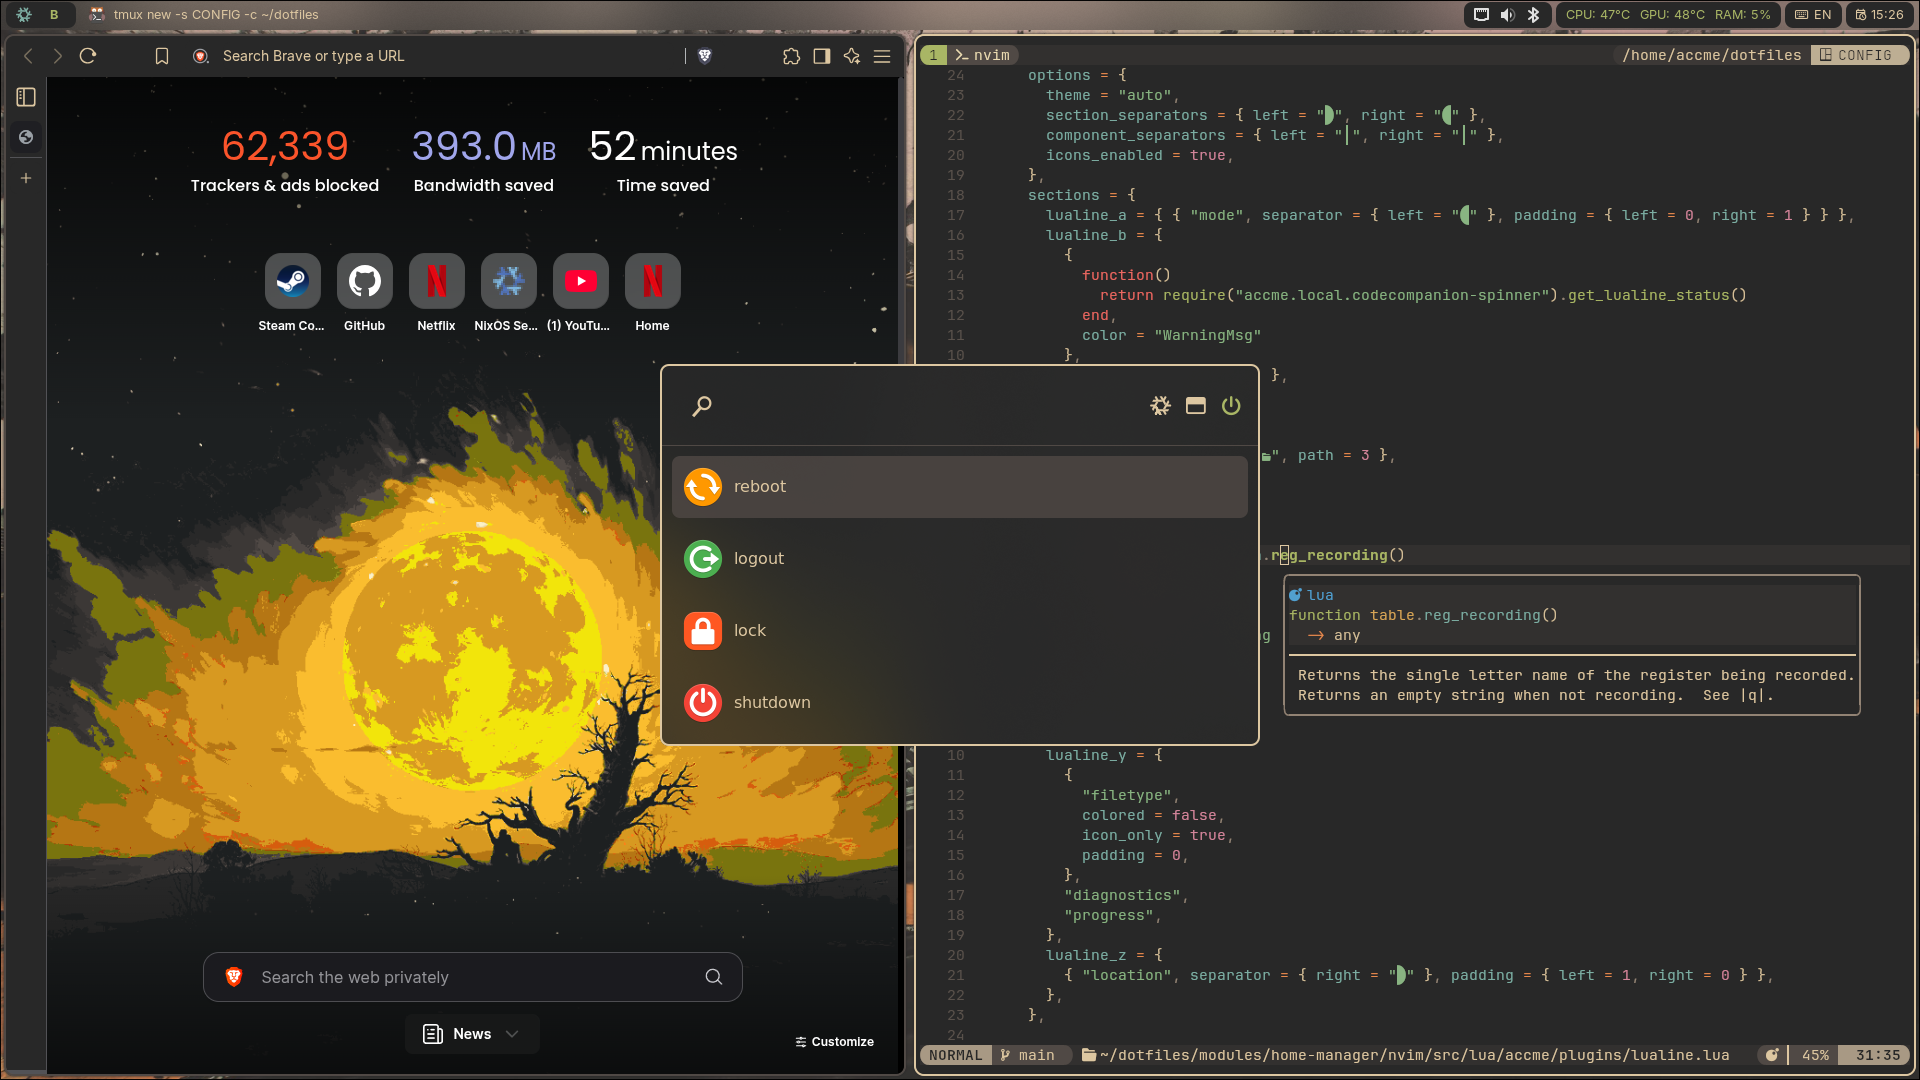 B tmux new -s CONFIG -c ~/dotfiles
CPU: 47°C GPU: 48°C RAM: 5% EN 15:26
Search Brave or type a URL
62,339
Trackers & ads blocked
393.0 MB
Bandwidth saved
52 minutes
Time saved
Steam Co...
GitHub
Netflix
NixOS Se...
(1) YouTu...
Home
Search the web privately
News
Customize
reboot
logout
lock
shutdown
1 nvim /home/accme/dotfiles CONFIG
24 options = {
23 theme = "auto",
22 section_separators = { left = "", right = "" },
21 component_separators = { left = "|", right = "|" },
20 icons_enabled = true,
19 },
18 sections = {
17 lualine_a = { { "mode", separator = { left = "" }, padding = { left = 0, right = 1 } } },
16 lualine_b = {
15 {
14 function()
13 return require("accme.local.codecompanion-spinner").get_lualine_status()
12 end,
11 color = "WarningMsg"
10 },
},
", path = 3 },
.reg_recording()
lua
function table.reg_recording()
→ any
ng
Returns the single letter name of the register being recorded.
Returns an empty string when not recording. See |q|.
10 lualine_y = {
11 {
12 "filetype",
13 colored = false,
14 icon_only = true,
15 padding = 0,
16 },
17 "diagnostics",
18 "progress",
19 },
20 lualine_z = {
21 { "location", separator = { right = "" }, padding = { left = 1, right = 0 } },
22 },
23 },
24
NORMAL main ~/dotfiles/modules/home-manager/nvim/src/lua/accme/plugins/lualine.lua 45% 31:35